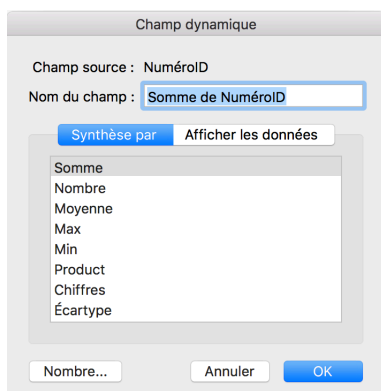 Champ dynamique
Champ source : NuméroID
Nom du champ : Somme de NuméroID
Synthèse par Afficher les données
Somme
Nombre
Moyenne
Max
Min
Product
Chiffres
Écartype
Nombre... Annuler OK